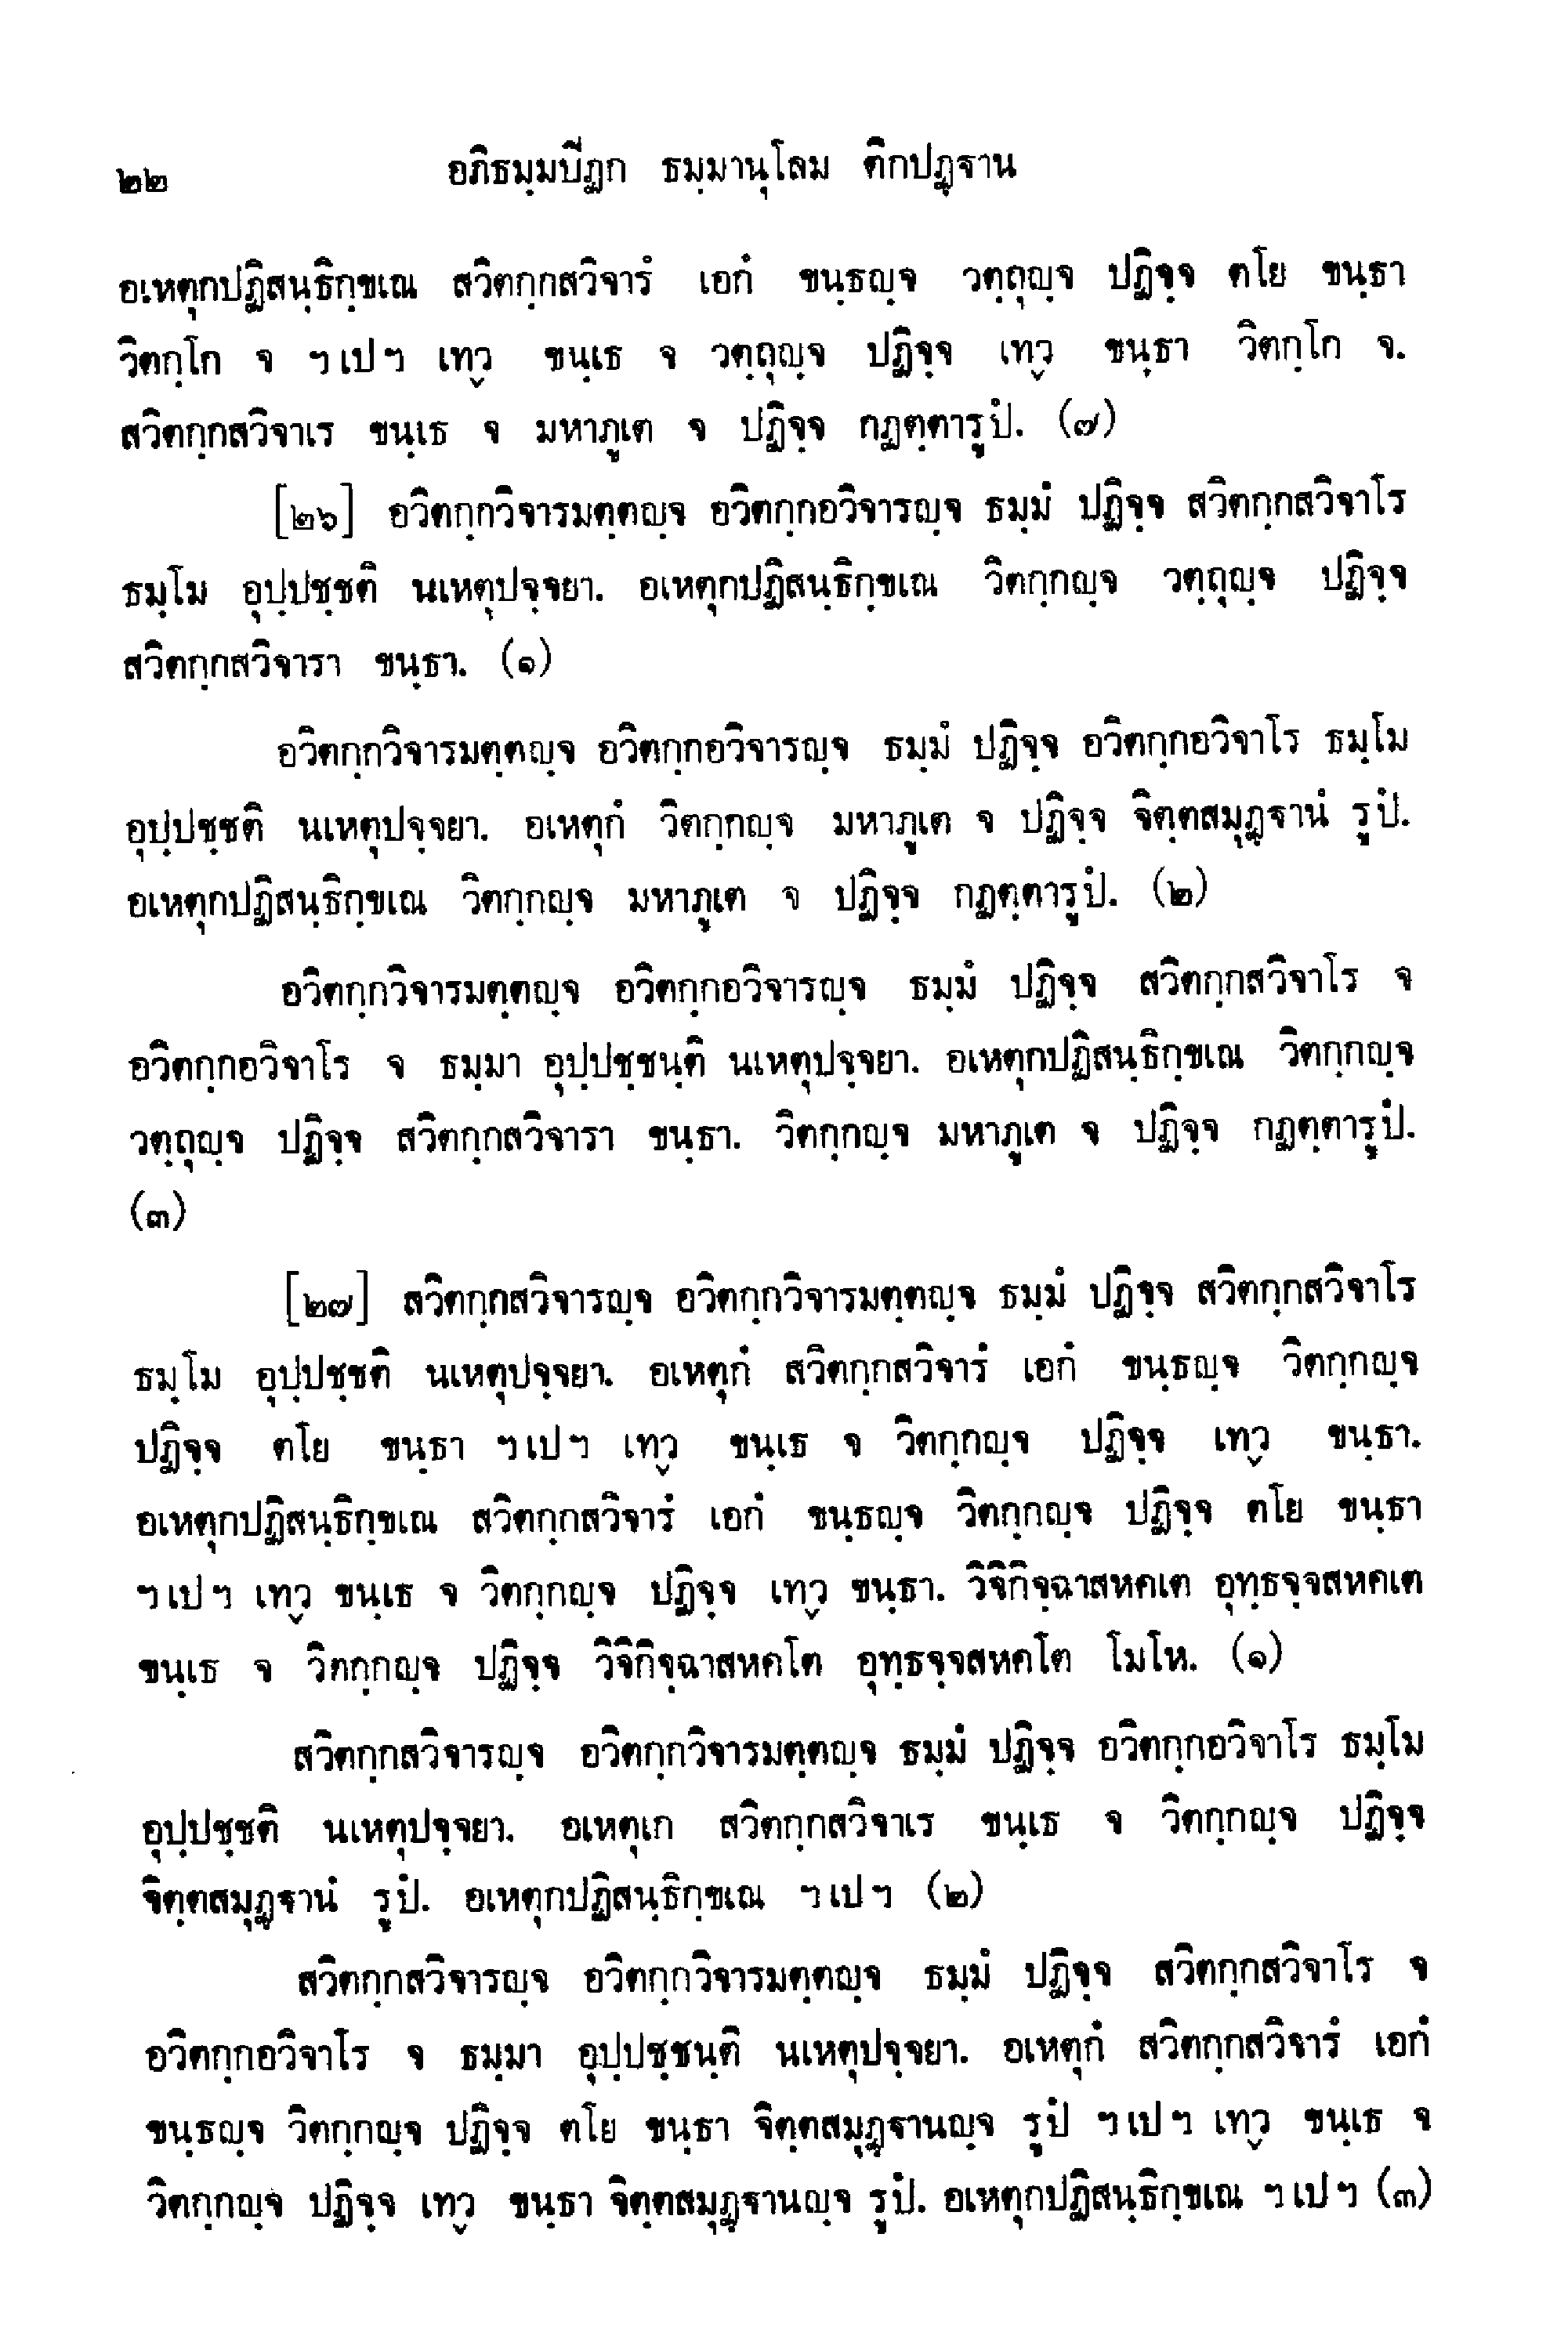 ๒๒ อภิธมฺมปีฏก ธมฺมานุโลม ติกปฏฺฐาน
อเหตุกปฏิสนฺธิกฺขเณ สวิตกฺกสวิจารํ เอกํ ขนฺธญฺจ วตฺถุญฺจ ปฏิจฺจ ตโย ขนฺธา
วิตกฺโก จ ฯเปฯ เทฺว ขนฺเธ จ วตฺถุญฺจ ปฏิจฺจ เทฺว ขนฺธา วิตกฺโก จ.
สวิตกฺกสวิจาเร ขนฺเธ จ มหาภูเต จ ปฏิจฺจ กฏตฺตารูปํ. (๗)
[๒๖] อวิตกฺกวิจารมตฺตญฺจ อวิตกฺกอวิจารญฺจ ธมฺมํ ปฏิจฺจ สวิตกฺกสวิจาโร
ธมฺโม อุปฺปชฺชติ นเหตุปจฺจยา. อเหตุกปฏิสนฺธิกฺขเณ วิตกฺกญฺจ วตฺถุญฺจ ปฏิจฺจ
สวิตกฺกสวิจารา ขนฺธา. (๑)
อวิตกฺกวิจารมตฺตญฺจ อวิตกฺกอวิจารญฺจ ธมฺมํ ปฏิจฺจ อวิตกฺกอวิจาโร ธมฺโม
อุปฺปชฺชติ นเหตุปจฺจยา. อเหตุกํ วิตกฺกญฺจ มหาภูเต จ ปฏิจฺจ จิตฺตสมุฏฺฐานํ รูปํ.
อเหตุกปฏิสนฺธิกฺขเณ วิตกฺกญฺจ มหาภูเต จ ปฏิจฺจ กฏตฺตารูปํ. (๒)
อวิตกฺกวิจารมตฺตญฺจ อวิตกฺกอวิจารญฺจ ธมฺมํ ปฏิจฺจ สวิตกฺกสวิจาโร จ
อวิตกฺกอวิจาโร จ ธมฺมา อุปฺปชฺชนฺติ นเหตุปจฺจยา. อเหตุกปฏิสนฺธิกฺขเณ วิตกฺกญฺจ
วตฺถุญฺจ ปฏิจฺจ สวิตกฺกสวิจารา ขนฺธา. วิตกฺกญฺจ มหาภูเต จ ปฏิจฺจ กฏตฺตารูปํ.
(๓)
[๒๗] สวิตกฺกสวิจารญฺจ อวิตกฺกวิจารมตฺตญฺจ ธมฺมํ ปฏิจฺจ สวิตกฺกสวิจาโร
ธมฺโม อุปฺปชฺชติ นเหตุปจฺจยา. อเหตุกํ สวิตกฺกสวิจารํ เอกํ ขนฺธญฺจ วิตกฺกญฺจ
ปฏิจฺจ ตโย ขนฺธา ฯเปฯ เทฺว ขนฺเธ จ วิตกฺกญฺจ ปฏิจฺจ เทฺว ขนฺธา.
อเหตุกปฏิสนฺธิกฺขเณ สวิตกฺกสวิจารํ เอกํ ขนฺธญฺจ วิตกฺกญฺจ ปฏิจฺจ ตโย ขนฺธา
ฯเปฯ เทฺว ขนฺเธ จ วิตกฺกญฺจ ปฏิจฺจ เทฺว ขนฺธา. วิจิกิจฺฉาสหคเต อุทฺธจฺจสหคเต
ขนฺเธ จ วิตกฺกญฺจ ปฏิจฺจ วิจิกิจฺฉาสหคโต อุทฺธจฺจสหคโต โมโห. (๑)
สวิตกฺกสวิจารญฺจ อวิตกฺกวิจารมตฺตญฺจ ธมฺมํ ปฏิจฺจ อวิตกฺกอวิจาโร ธมฺโม
อุปฺปชฺชติ นเหตุปจฺจยา. อเหตุเก สวิตกฺกสวิจาเร ขนฺเธ จ วิตกฺกญฺจ ปฏิจฺจ
จิตฺตสมุฏฺฐานํ รูปํ. อเหตุกปฏิสนฺธิกฺขเณ ฯเปฯ (๒)
สวิตกฺกสวิจารญฺจ อวิตกฺกวิจารมตฺตญฺจ ธมฺมํ ปฏิจฺจ สวิตกฺกสวิจาโร จ
อวิตกฺกอวิจาโร จ ธมฺมา อุปฺปชฺชนฺติ นเหตุปจฺจยา. อเหตุกํ สวิตกฺกสวิจารํ เอกํ
ขนฺธญฺจ วิตกฺกญฺจ ปฏิจฺจ ตโย ขนฺธา จิตฺตสมุฏฺฐานญฺจ รูปํ ฯเปฯ เทฺว ขนฺเธ จ
วิตกฺกญฺจ ปฏิจฺจ เทฺว ขนฺธา จิตฺตสมุฏฺฐานญฺจ รูปํ. อเหตุกปฏิสนฺธิกฺขเณ ฯเปฯ (๓)